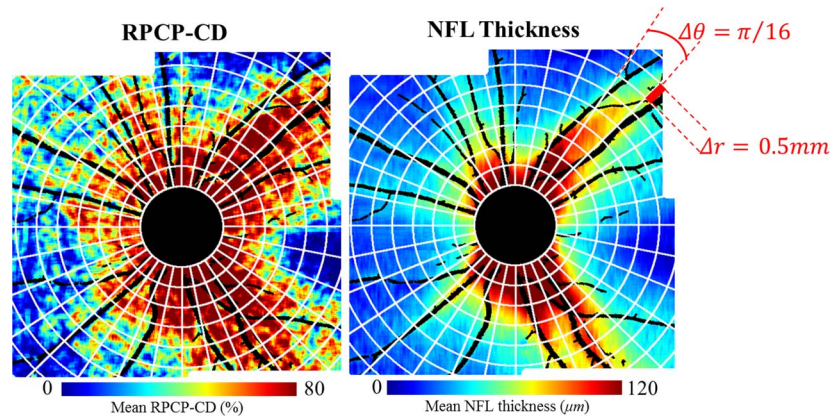 RPCP-CD
NFL Thickness
Δθ = π/16
Δr = 0.5mm
0
80
Mean RPCP-CD (%)
0
120
Mean NFL thickness (μm)